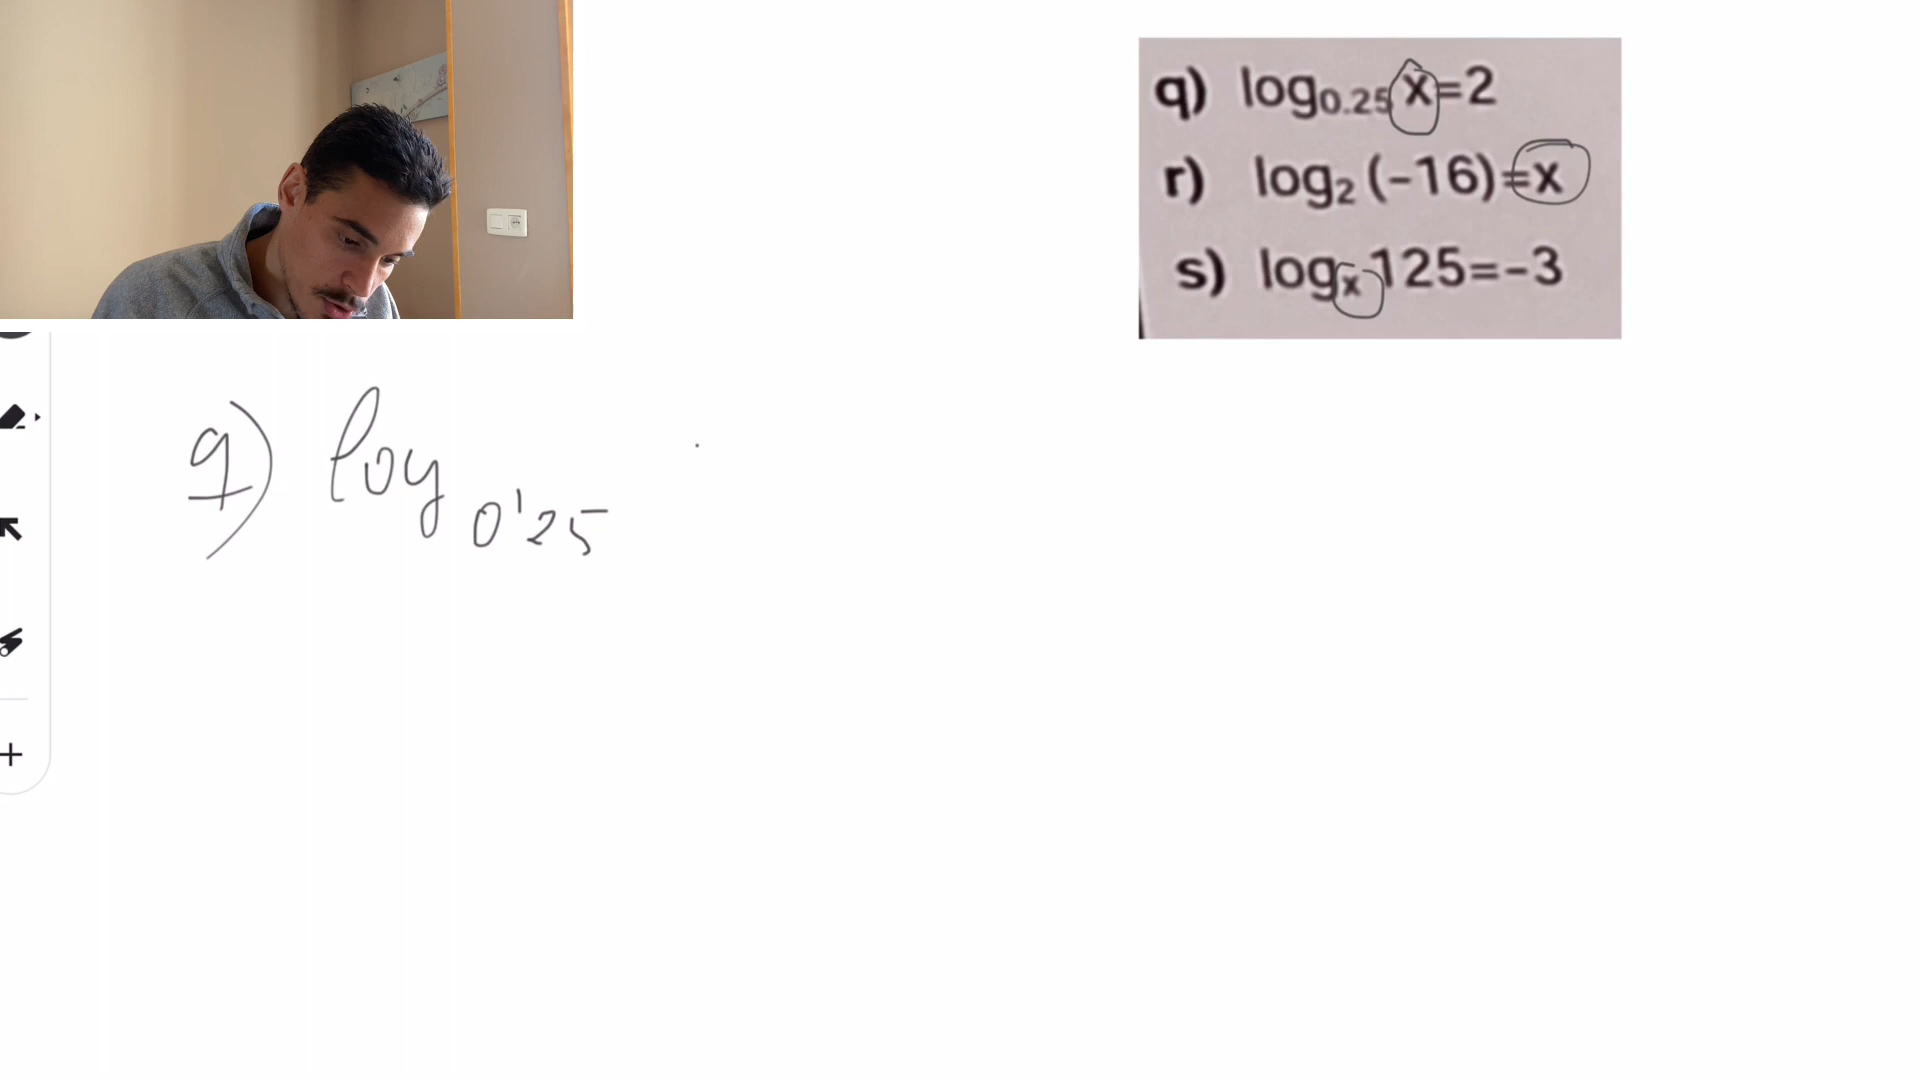 q) log₀.₂₅ x=2
r) log₂ (-16)=x
s) logₓ 125=-3
q) log 0'25